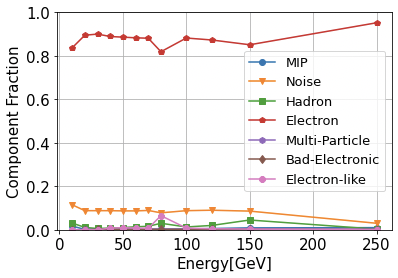 1.0
0.8
0.6
0.4
0.2
0.0
Component Fraction
MIP
Noise
Hadron
Electron
Multi-Particle
Bad-Electronic
Electron-like
0 50 100 150 200 250
Energy[GeV]